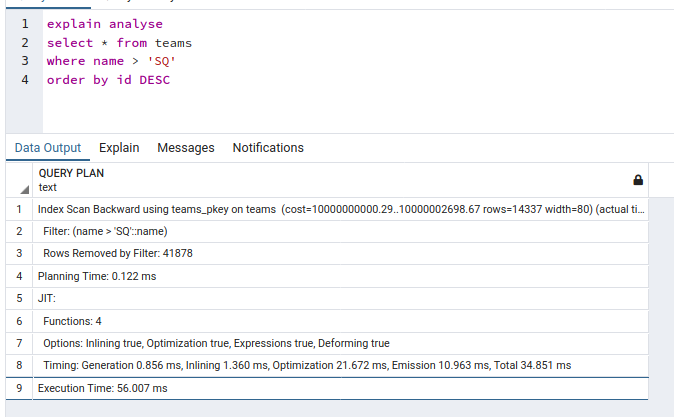 1 explain analyse
2 select * from teams
3 where name > 'SQ'
4 order by id DESC
Data Output Explain Messages Notifications
QUERY PLAN
text
1 Index Scan Backward using teams_pkey on teams (cost=10000000000.29..10000002698.67 rows=14337 width=80) (actual ti...
2 Filter: (name > 'SQ'::name)
3 Rows Removed by Filter: 41878
4 Planning Time: 0.122 ms
5 JIT:
6 Functions: 4
7 Options: Inlining true, Optimization true, Expressions true, Deforming true
8 Timing: Generation 0.856 ms, Inlining 1.360 ms, Optimization 21.672 ms, Emission 10.963 ms, Total 34.851 ms
9 Execution Time: 56.007 ms